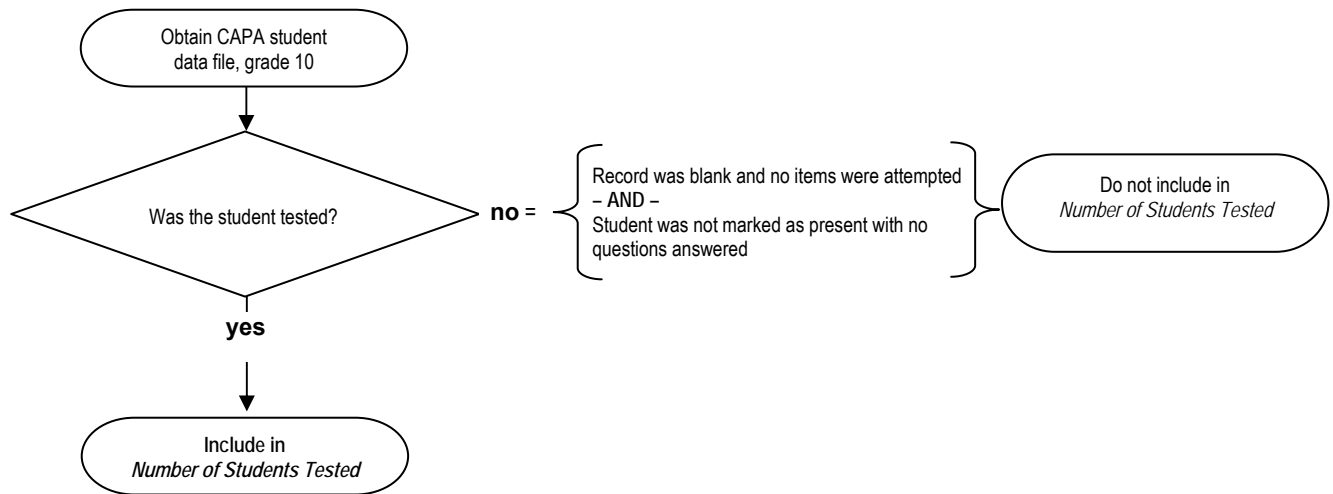 Obtain CAPA student
data file, grade 10
Was the student tested?
no =
Record was blank and no items were attempted
– AND –
Student was not marked as present with no
questions answered
Do not include in
Number of Students Tested
yes
Include in
Number of Students Tested